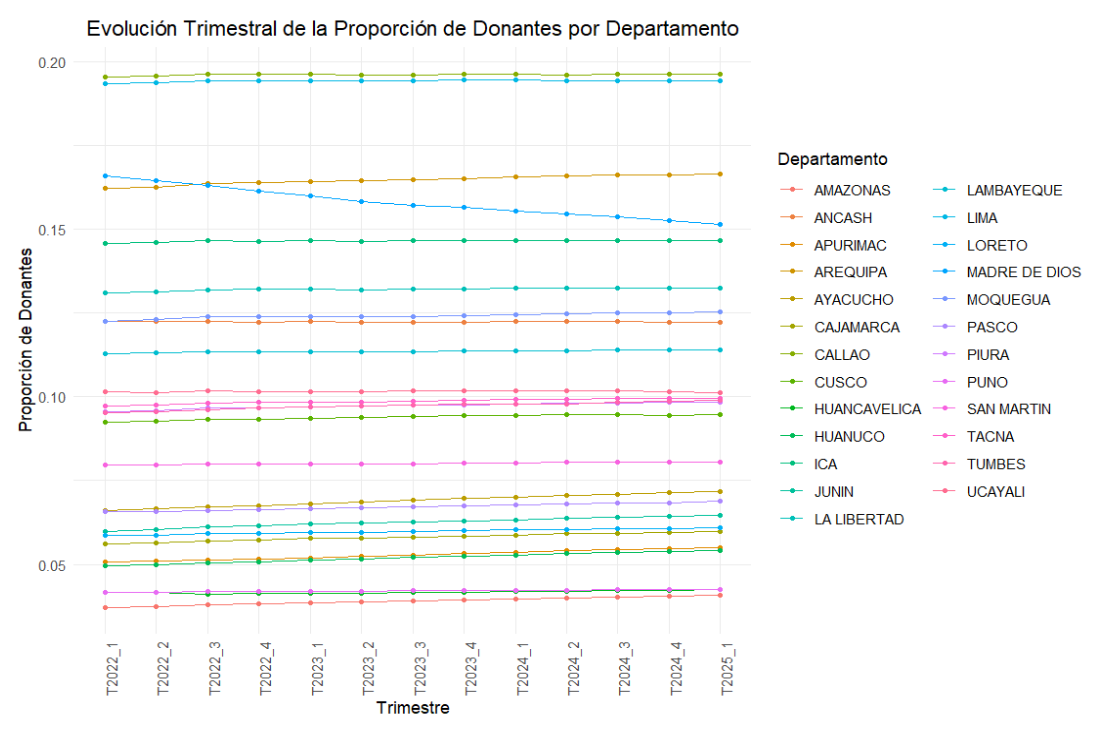 Evolución Trimestral de la Proporción de Donantes por Departamento
Proporción de Donantes
0.20
0.15
0.10
0.05
T2022_1
T2022_2
T2022_3
T2022_4
T2023_1
T2023_2
T2023_3
T2023_4
T2024_1
T2024_2
T2024_3
T2024_4
T2025_1
Trimestre
Departamento
AMAZONAS
ANCASH
APURIMAC
AREQUIPA
AYACUCHO
CAJAMARCA
CALLAO
CUSCO
HUANCAVELICA
HUANUCO
ICA
JUNIN
LA LIBERTAD
LAMBAYEQUE
LIMA
LORETO
MADRE DE DIOS
MOQUEGUA
PASCO
PIURA
PUNO
SAN MARTIN
TACNA
TUMBES
UCAYALI